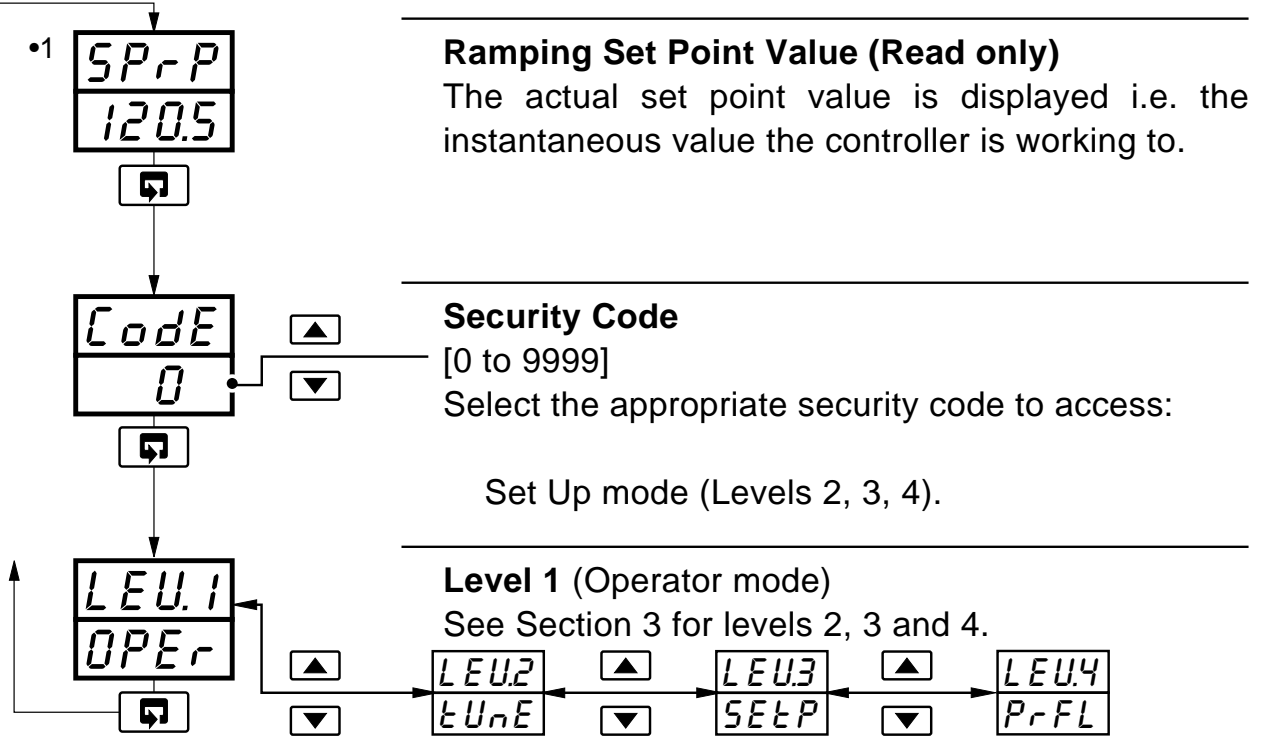 •1
SPrP
120.5
Ramping Set Point Value (Read only)
The actual set point value is displayed i.e. the
instantaneous value the controller is working to.
CodE
0
Security Code
[0 to 9999]
Select the appropriate security code to access:
Set Up mode (Levels 2, 3, 4).
LEU.1
OPEr
Level 1 (Operator mode)
See Section 3 for levels 2, 3 and 4.
LEU.2
tUnE
LEU.3
SEtP
LEU.4
PrFL